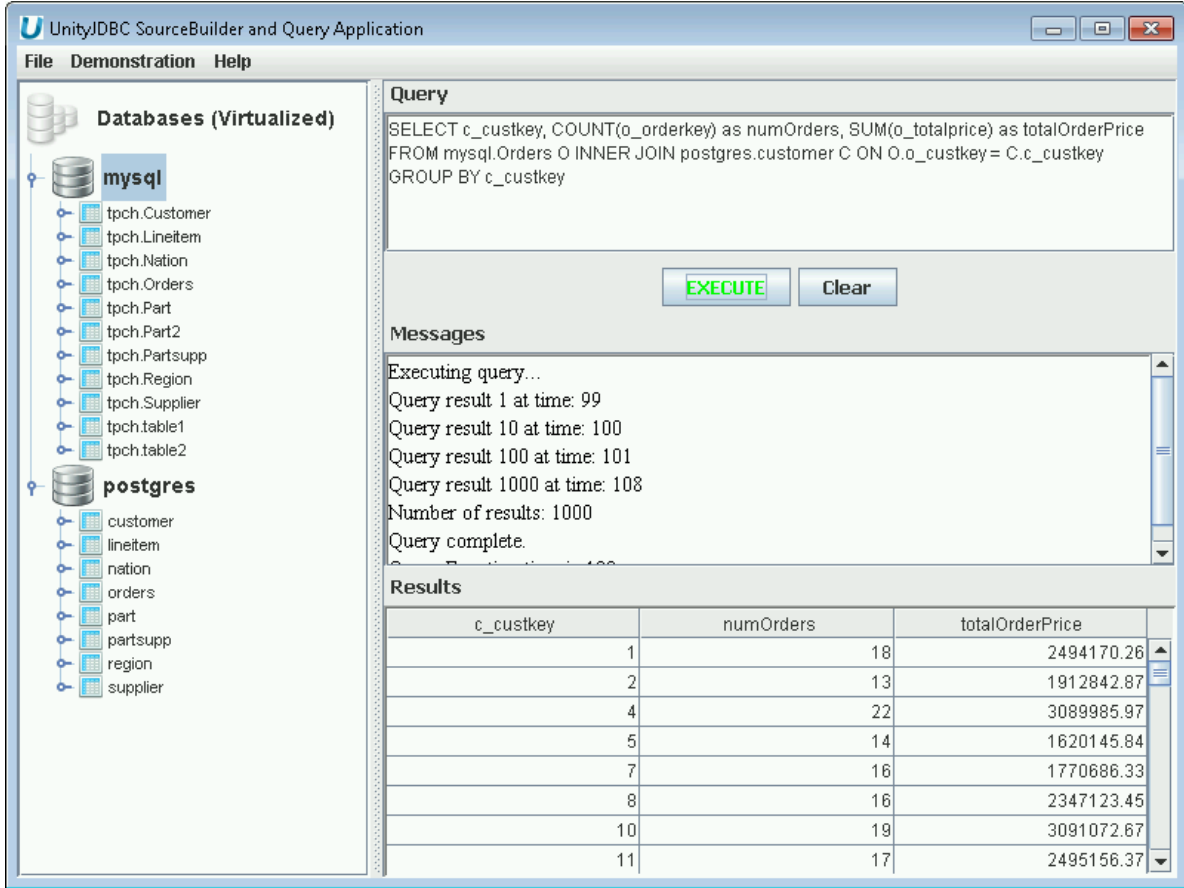 UnityJDBC SourceBuilder and Query Application
File Demonstration Help
Databases (Virtualized)
mysql
tpch.Customer
tpch.Lineitem
tpch.Nation
tpch.Orders
tpch.Part
tpch.Part2
tpch.Partsupp
tpch.Region
tpch.Supplier
tpch.table1
tpch.table2
postgres
customer
lineitem
nation
orders
part
partsupp
region
supplier
Query
SELECT c_custkey, COUNT(o_orderkey) as numOrders, SUM(o_totalprice) as totalOrderPrice
FROM mysql.Orders O INNER JOIN postgres.customer C ON O.o_custkey = C.c_custkey
GROUP BY c_custkey
EXECUTE Clear
Messages
Executing query...
Query result 1 at time: 99
Query result 10 at time: 100
Query result 100 at time: 101
Query result 1000 at time: 108
Number of results: 1000
Query complete.
Results
c_custkey numOrders totalOrderPrice
1 18 2494170.26
2 13 1912842.87
4 22 3089985.97
5 14 1620145.84
7 16 1770686.33
8 16 2347123.45
10 19 3091072.67
11 17 2495156.37